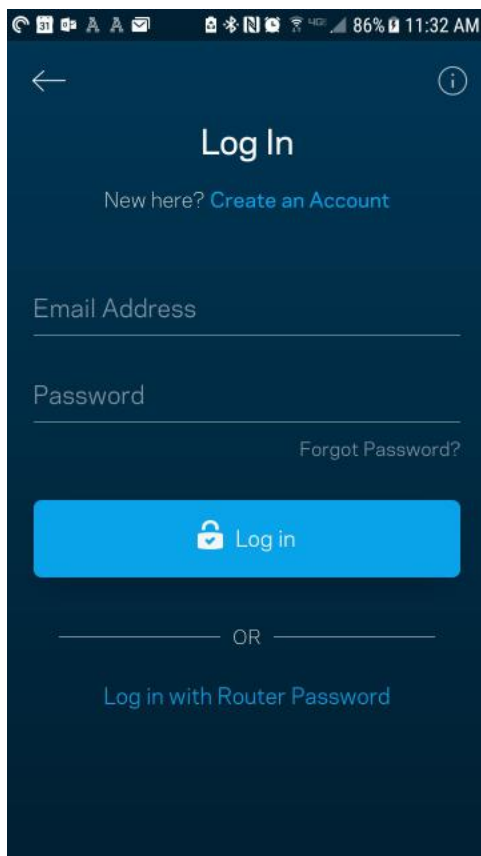 31 86% 11:32 AM
Log In
New here? Create an Account
Email Address
Password
Forgot Password?
Log in
OR
Log in with Router Password